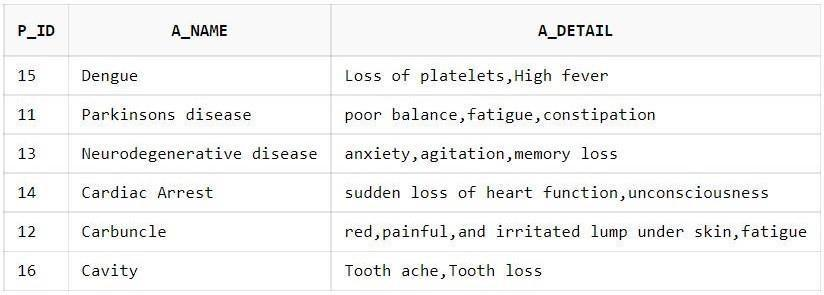 P_ID A_NAME A_DETAIL
15 Dengue Loss of platelets,High fever
11 Parkinsons disease poor balance,fatigue,constipation
13 Neurodegenerative disease anxiety,agitation,memory loss
14 Cardiac Arrest sudden loss of heart function,unconsciousness
12 Carbuncle red,painful,and irritated lump under skin,fatigue
16 Cavity Tooth ache,Tooth loss